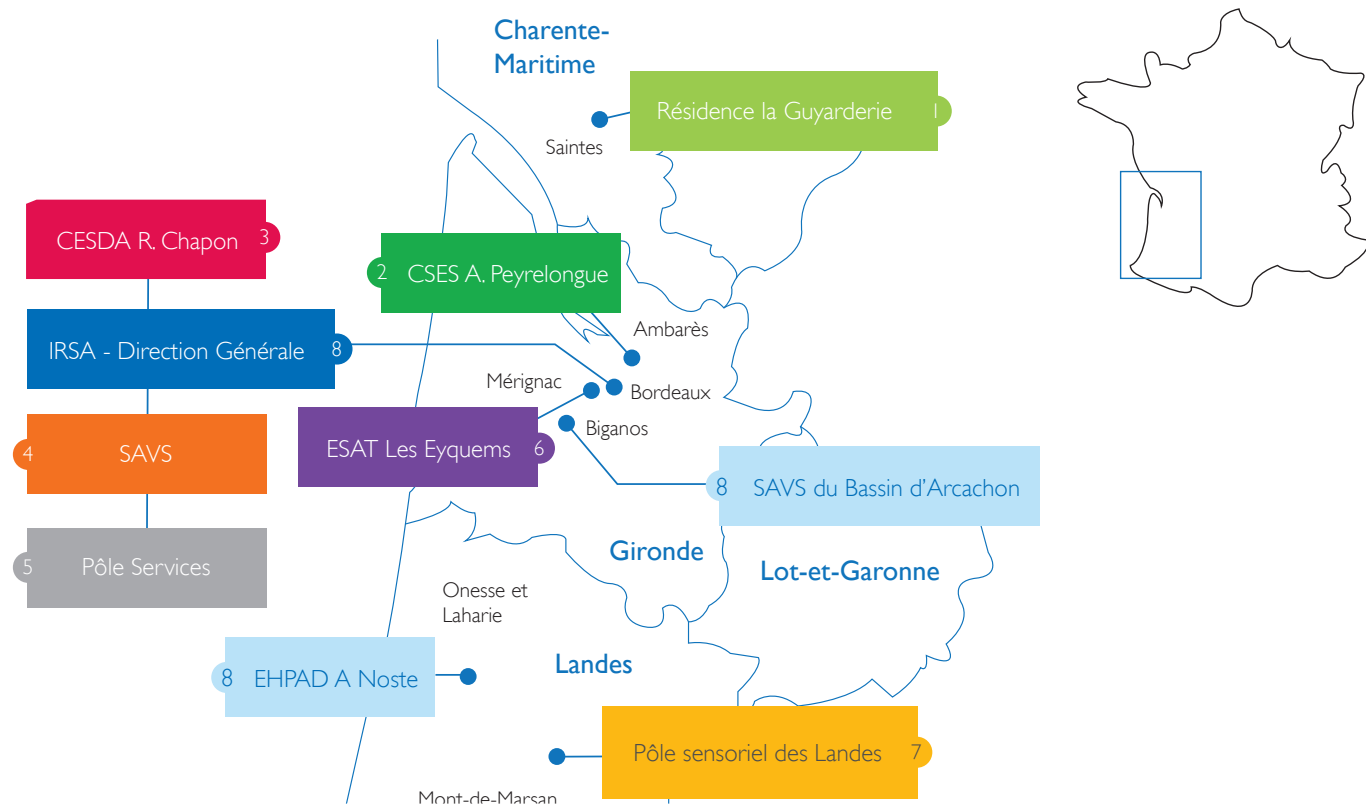 Charente-
Maritime
Résidence la Guyarderie 1
Saintes
CESDA R. Chapon 3
2 CSES A. Peyrelongue
Ambarès
IRSA - Direction Générale 8
Mérignac
Bordeaux
Biganos
4 SAVS
ESAT Les Eyquems 6
8 SAVS du Bassin d'Arcachon
5 Pôle Services
Gironde
Lot-et-Garonne
Onesse et
Laharie
Landes
8 EHPAD A Noste
Pôle sensoriel des Landes 7
Mont-de-Marsan